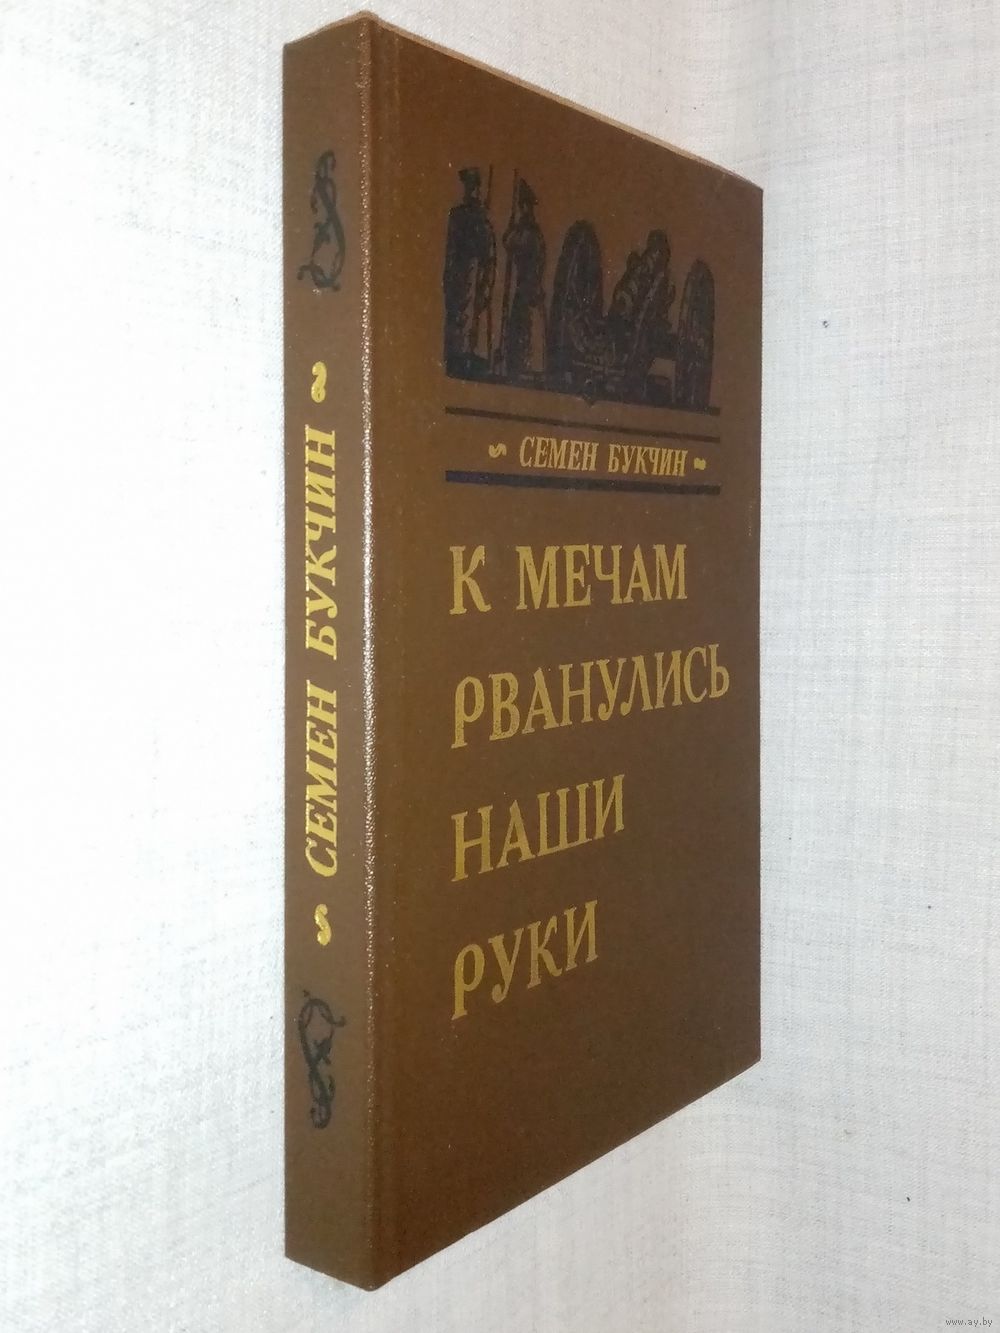 СЕМЕН БУКЧИН
СЕМЕН БУКЧИН
К МЕЧАМ
РВАНУЛИСЬ
НАШИ
РУКИ
www.ay.by